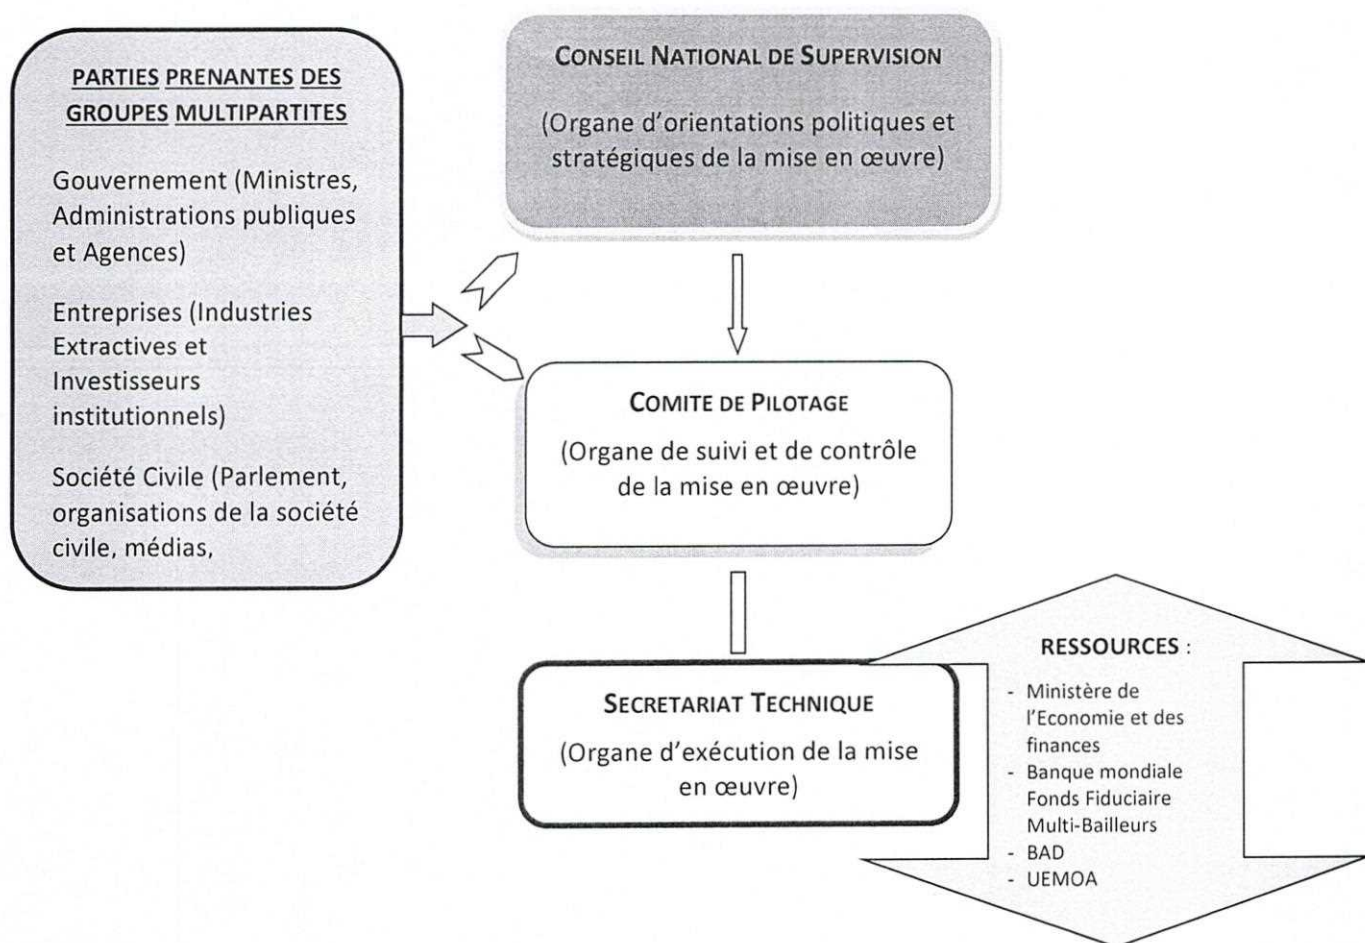 PARTIES PRENANTES DES
GROUPES MULTIPARTITES
Gouvernement (Ministres,
Administrations publiques
et Agences)
Entreprises (Industries
Extractives et
Investisseurs
institutionnels)
Société Civile (Parlement,
organisations de la société
civile, médias,
CONSEIL NATIONAL DE SUPERVISION
(Organe d'orientations politiques et
stratégiques de la mise en œuvre)
COMITE DE PILOTAGE
(Organe de suivi et de contrôle
de la mise en œuvre)
SECRETARIAT TECHNIQUE
(Organe d'exécution de la mise
en œuvre)
RESSOURCES :
- Ministère de
l'Economie et des
finances
- Banque mondiale
Fonds Fiduciaire
Multi-Bailleurs
- BAD
- UEMOA